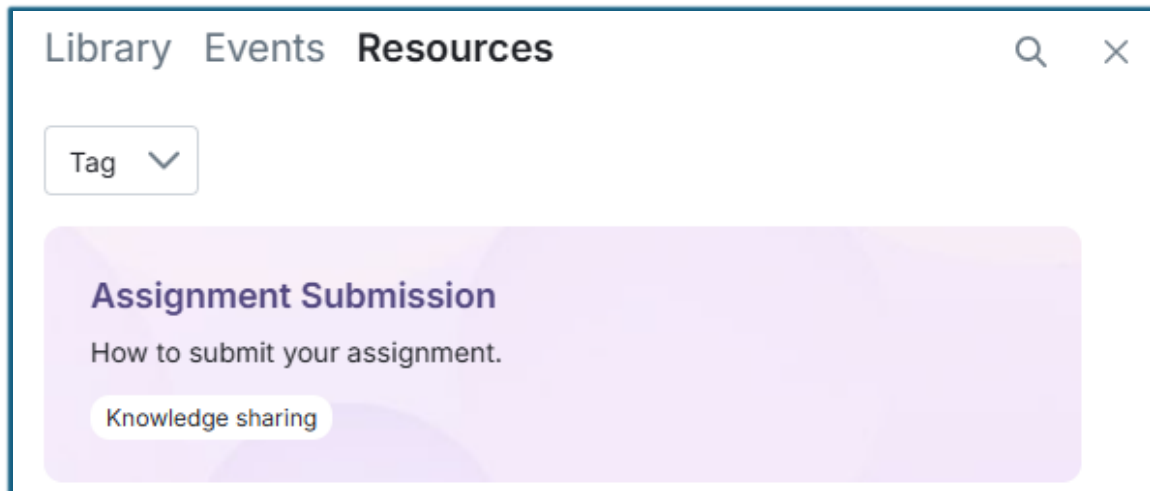 Library Events Resources
Tag
Assignment Submission
How to submit your assignment.
Knowledge sharing